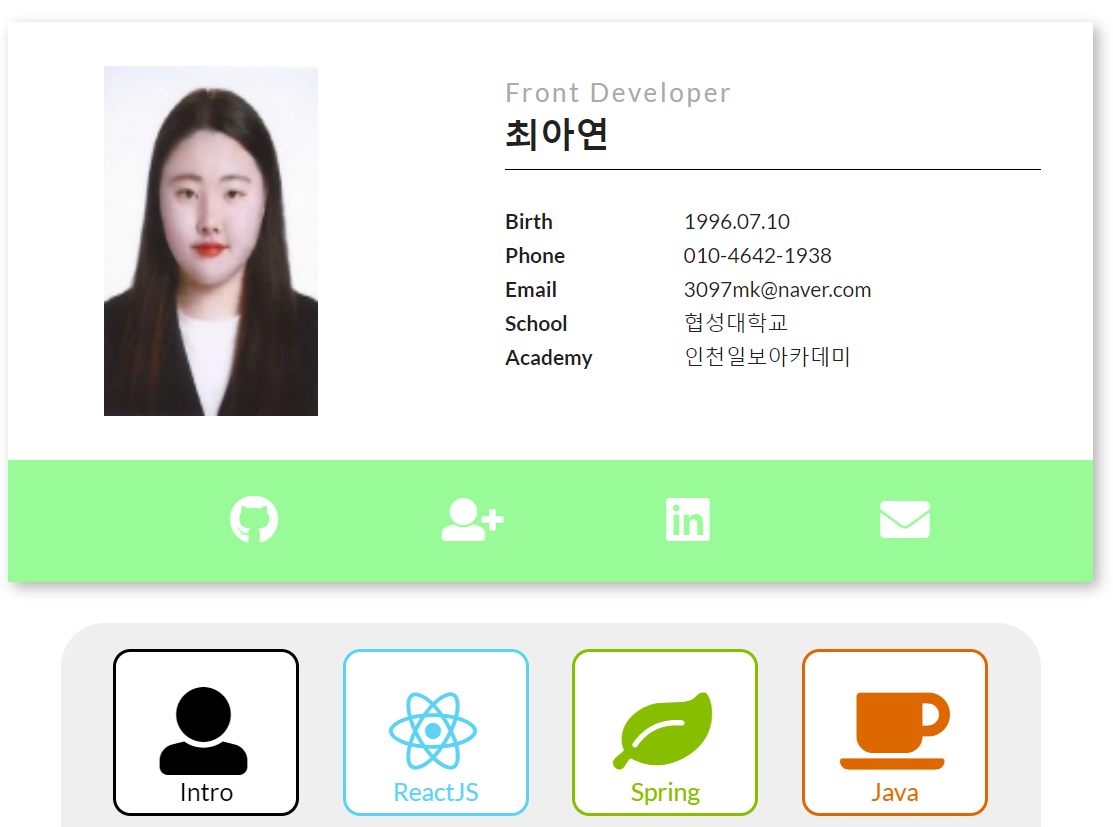 Front Developer
최아연
Birth 1996.07.10
Phone 010-4642-1938
Email 3097mk@naver.com
School 협성대학교
Academy 인천일보아카데미
in
Intro ReactJS Spring Java